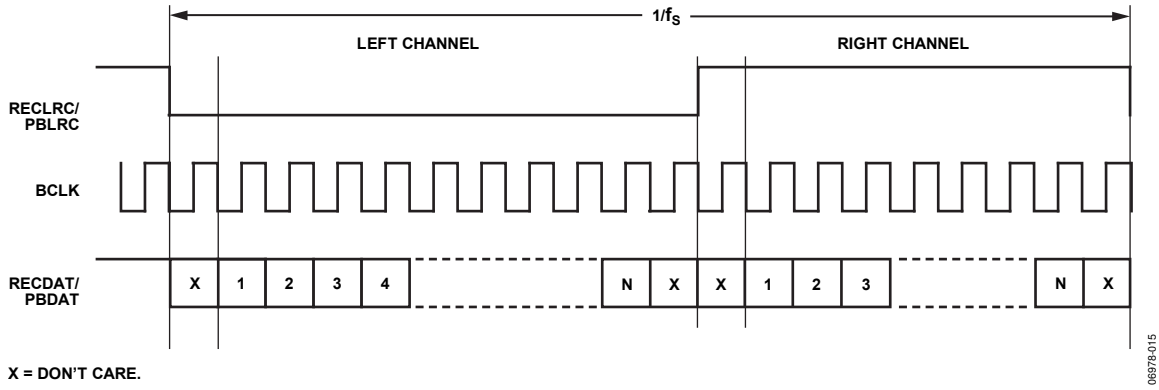 1/fS
LEFT CHANNEL
RIGHT CHANNEL
RECLRC/
PBLRC
BCLK
RECDAT/
PBDAT
X 1 2 3 4 N X X 1 2 3 N X
X = DON'T CARE.
06978-015